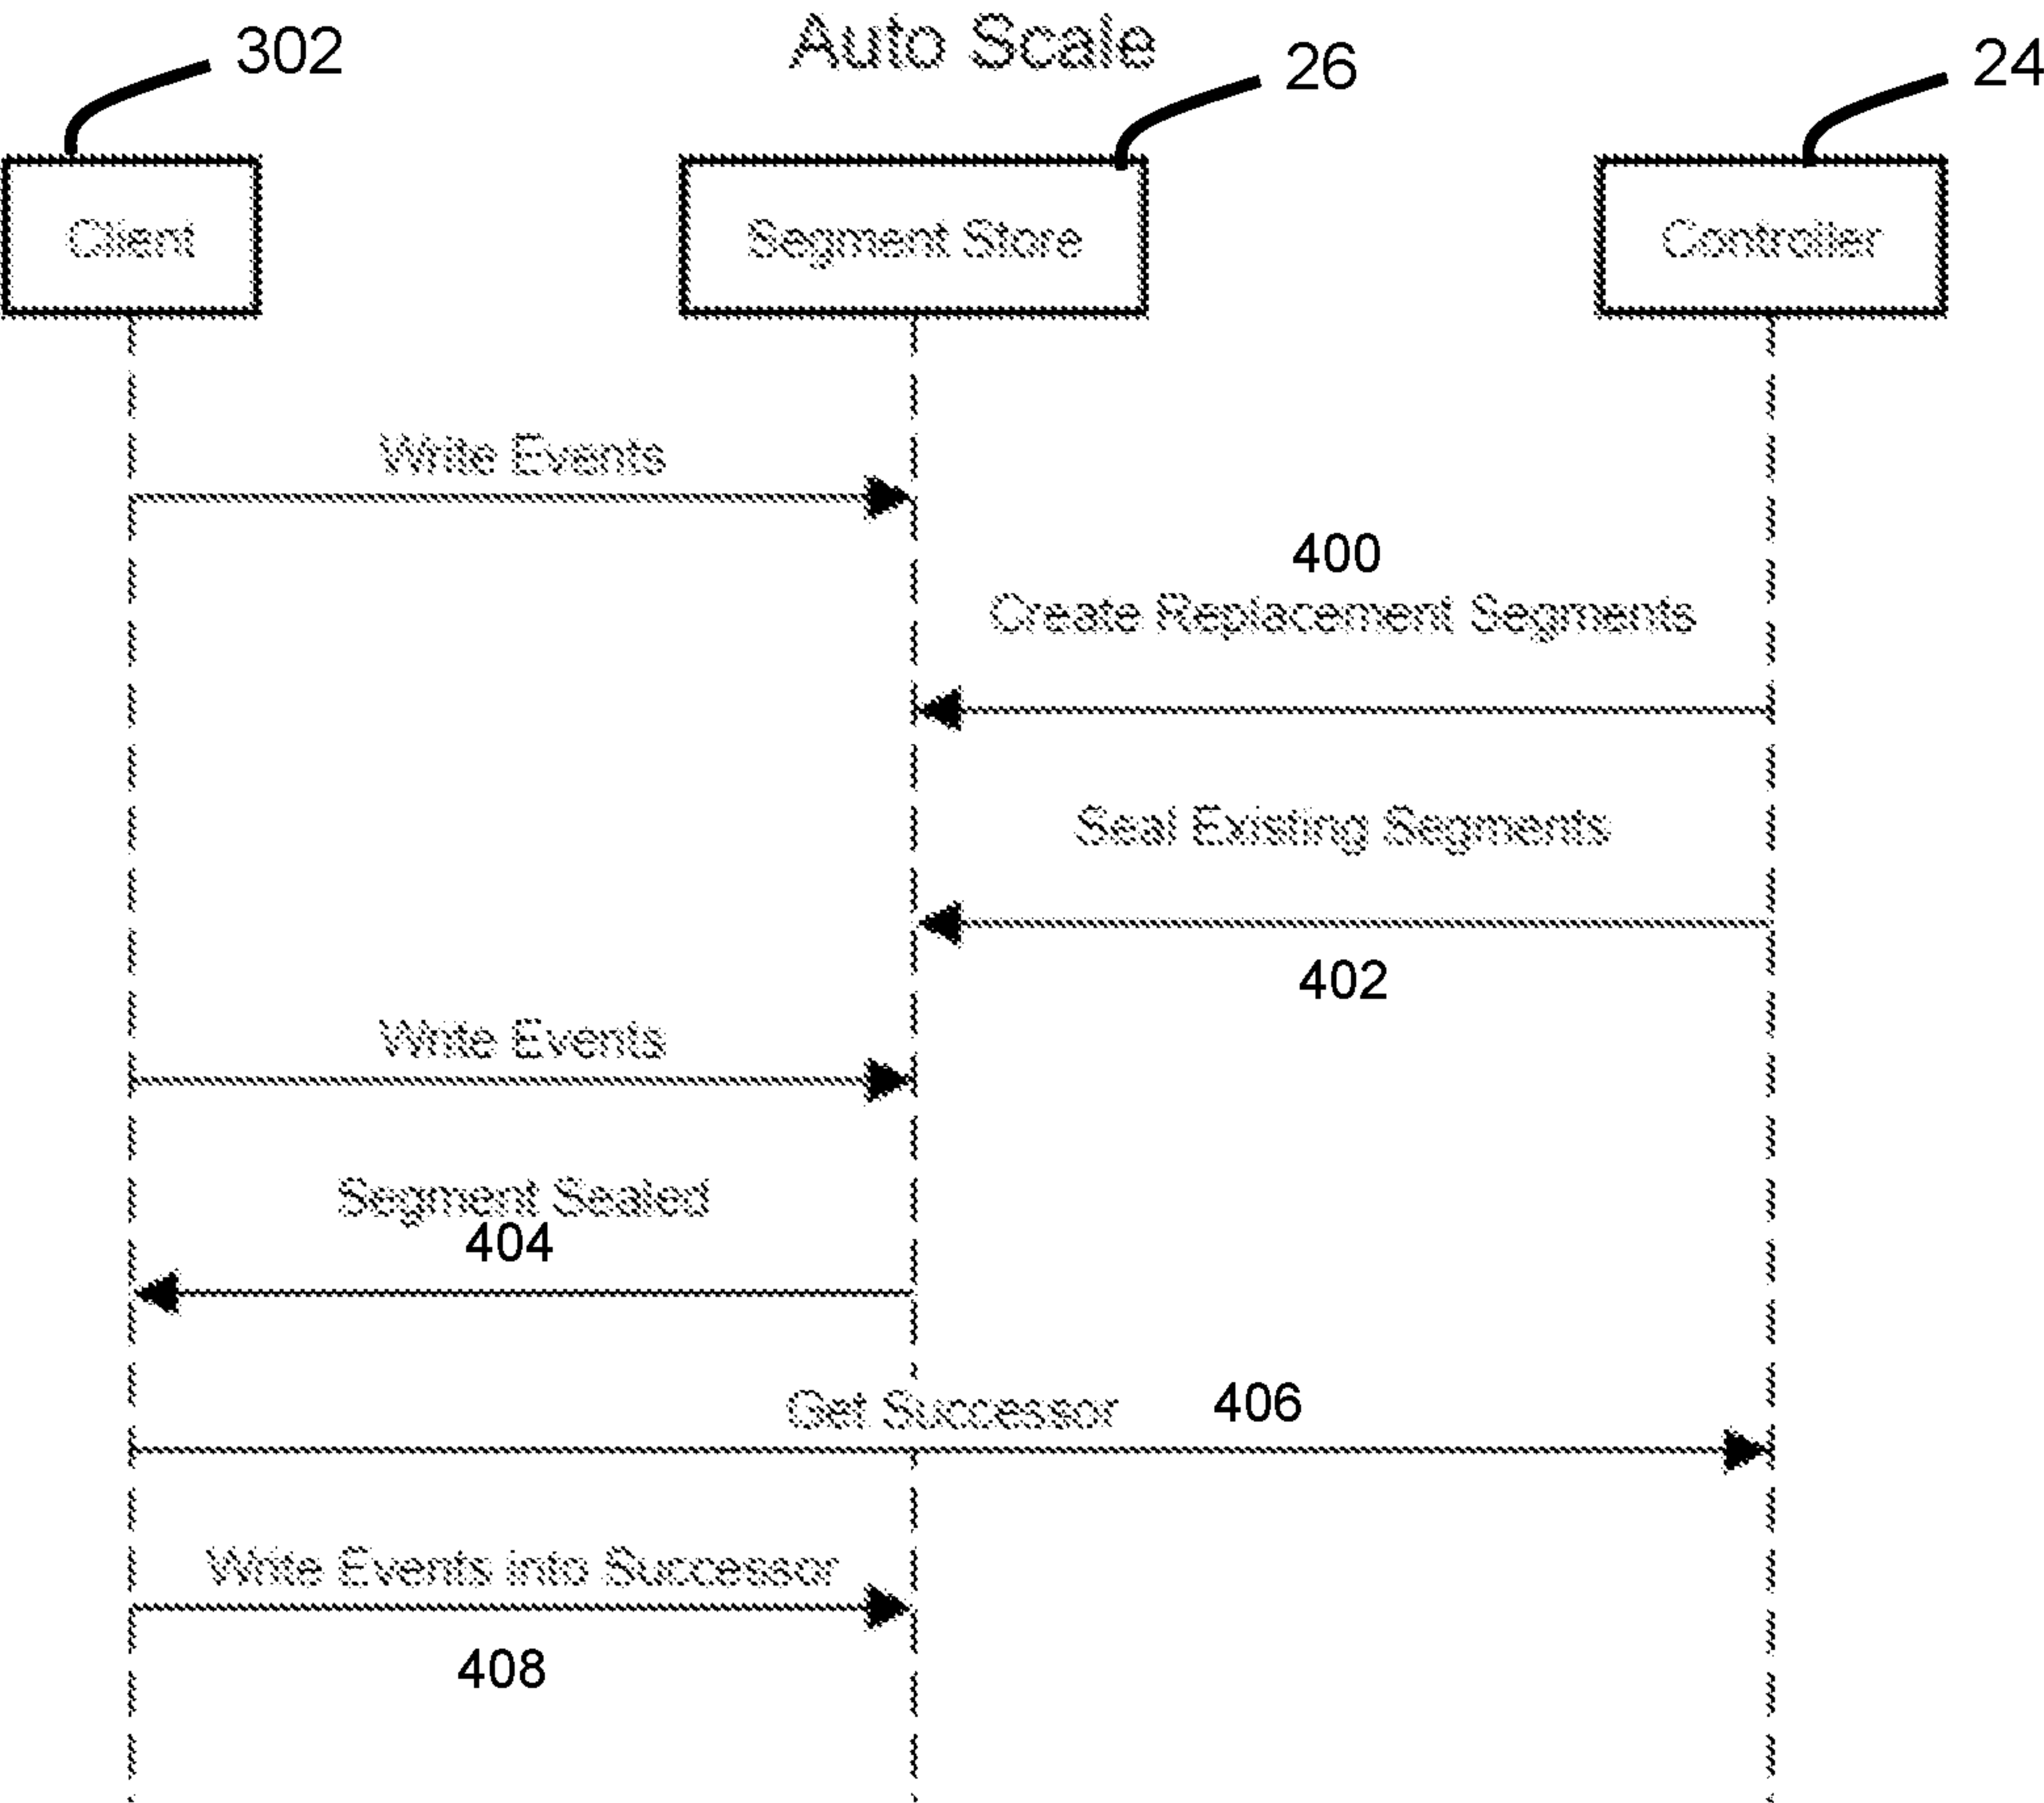 Auto Scale
302
26
24
Client
Segment Store
Controller
Write Events
400
Create Replacement Segments
Seal Existing Segments
402
Write Events
Segment Sealed
404
Get Successor 406
Write Events into Successor
408